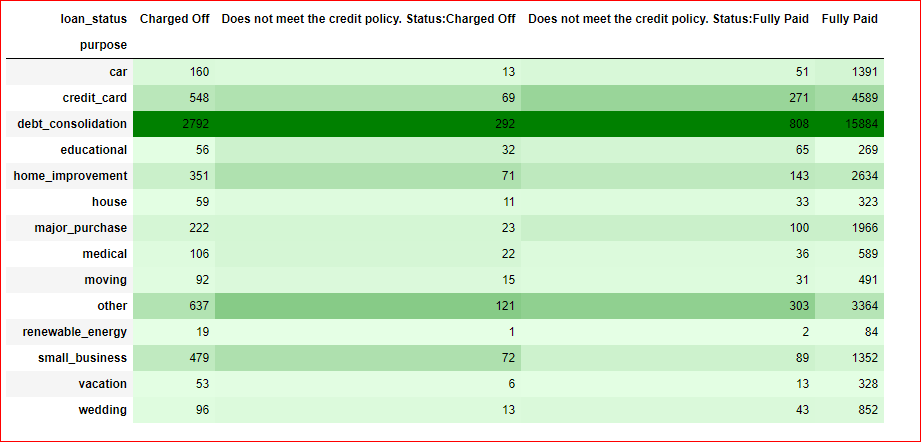 loan_status Charged Off Does not meet the credit policy. Status:Charged Off Does not meet the credit policy. Status:Fully Paid Fully Paid
purpose
car 160 13 51 1391
credit_card 548 69 271 4589
debt_consolidation 2792 292 808 15884
educational 56 32 65 269
home_improvement 351 71 143 2634
house 59 11 33 323
major_purchase 222 23 100 1966
medical 106 22 36 589
moving 92 15 31 491
other 637 121 303 3364
renewable_energy 19 1 2 84
small_business 479 72 89 1352
vacation 53 6 13 328
wedding 96 13 43 852